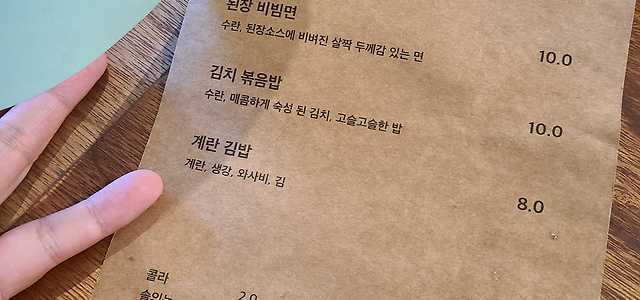 된장 비빔면
수란, 된장소스에 비벼진 살짝 두께감 있는 면
10.0
김치 볶음밥
수란, 매콤하게 숙성 된 김치, 고슬고슬한 밥
10.0
계란 김밥
계란, 생강, 와사비, 김
8.0
콜라
2.0